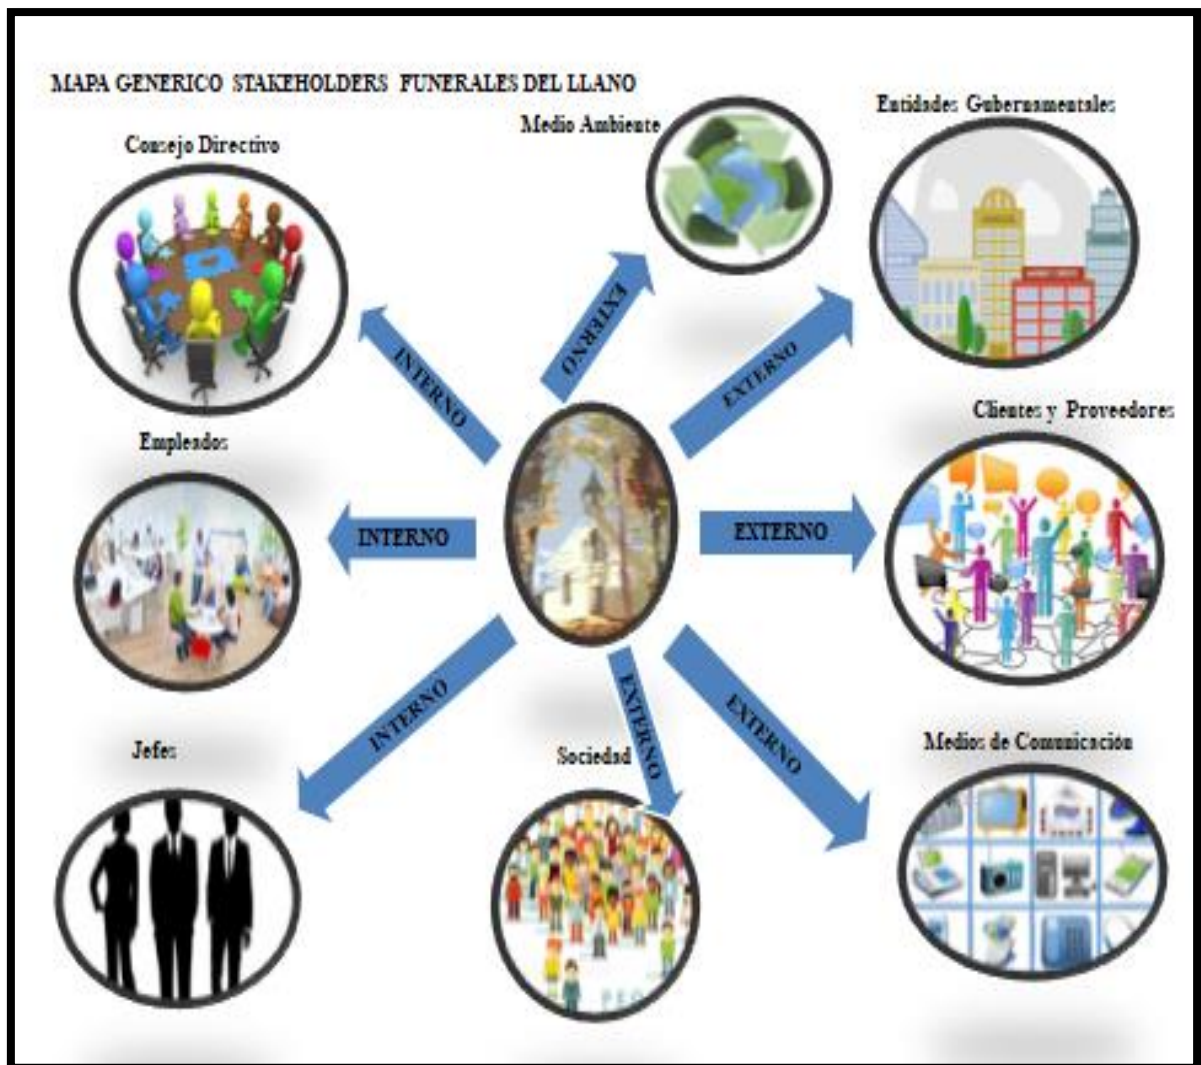 MAPA GENERICO STAKEHOLDERS FUNERALES DEL LLANO
Medio Ambiente
Entidades Gubernamentales
Consejo Directivo
EXTERNO
INTERNO
EXTERNO
Clientes y Proveedores
Empleados
INTERNO
EXTERNO
INTERNO
EXTERNO
EXTERNO
Jefes
Sociedad
Medios de Comunicación
PEO